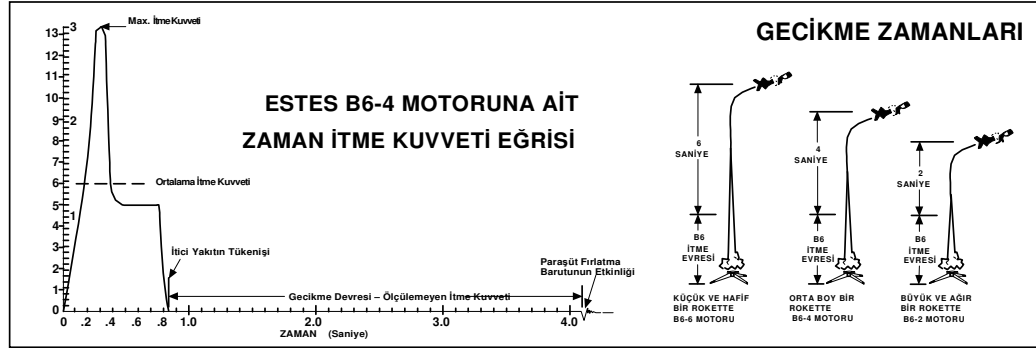 GECİKME ZAMANLARI
ESTES B6-4 MOTORUNA AİT
ZAMAN İTME KUVVETİ EĞRİSİ
Max. İtme Kuvveti
Ortalama İtme Kuvveti
İtici Yakıtın Tükenişi
Paraşüt Fırlatma
Barutunun Etkinliği
Gecikme Devresi – Ölçülemeyen İtme Kuvveti
13
12
11
10
9
8
7
6
5
4
3
2
1
0
3
2
1
0 .2 .4 .6 .8 1.0 2.0 3.0 4.0
ZAMAN (Saniye)
6
SANİYE
B6
İTME
EVRESİ
KÜÇÜK VE HAFİF
BİR ROKETTE
B6-6 MOTORU
4
SANİYE
B6
İTME
EVRESİ
ORTA BOY BİR
ROKETTE
B6-4 MOTORU
2
SANİYE
B6
İTME
EVRESİ
BÜYÜK VE AĞIR
BİR ROKETTE
B6-2 MOTORU